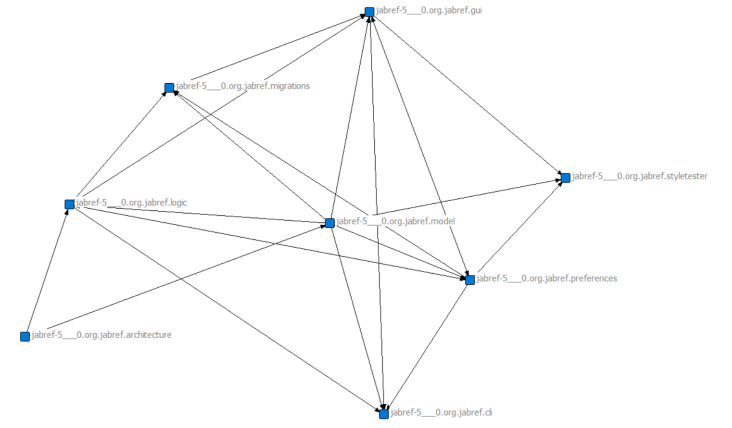 jabref-5___0.org.jabref.gui
jabref-5___0.org.jabref.migrations
jabref-5___0.org.jabref.styletester
jabref-5___0.org.jabref.logic
jabref-5___0.org.jabref.model
jabref-5___0.org.jabref.preferences
jabref-5___0.org.jabref.architecture
jabref-5___0.org.jabref.cli